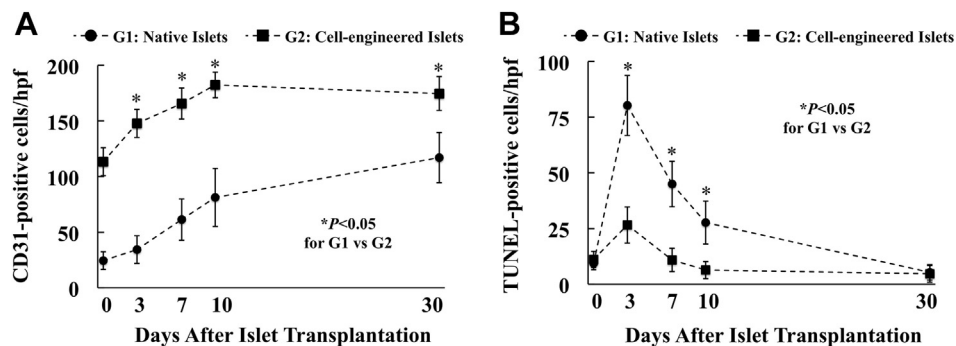 A
G1: Native Islets G2: Cell-engineered Islets
CD31-positive cells/hpf
200
150
100
50
0
* * * *
*P<0.05
for G1 vs G2
0 3 7 10 30
Days After Islet Transplantation
B
G1: Native Islets G2: Cell-engineered Islets
TUNEL-positive cells/hpf
100
75
50
25
0
* * *
*P<0.05
for G1 vs G2
0 3 7 10 30
Days After Islet Transplantation